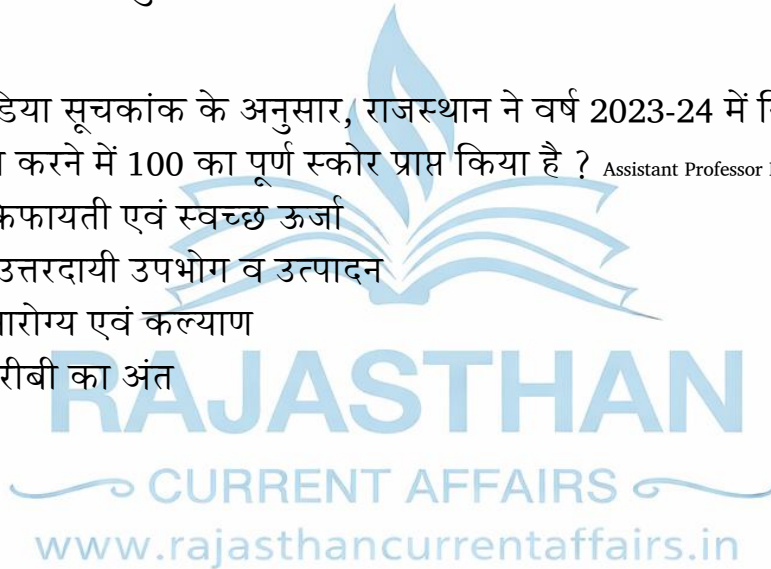 डिया सूचकांक के अनुसार, राजस्थान ने वर्ष 2023-24 में
करने में 100 का पूर्ण स्कोर प्राप्त किया है ? Assistant Professor
किफायती एवं स्वच्छ ऊर्जा
उत्तरदायी उपभोग व उत्पादन
आरोग्य एवं कल्याण
गरीबी का अंत
RAJASTHAN
CURRENT AFFAIRS
www.rajasthancurrentaffairs.in